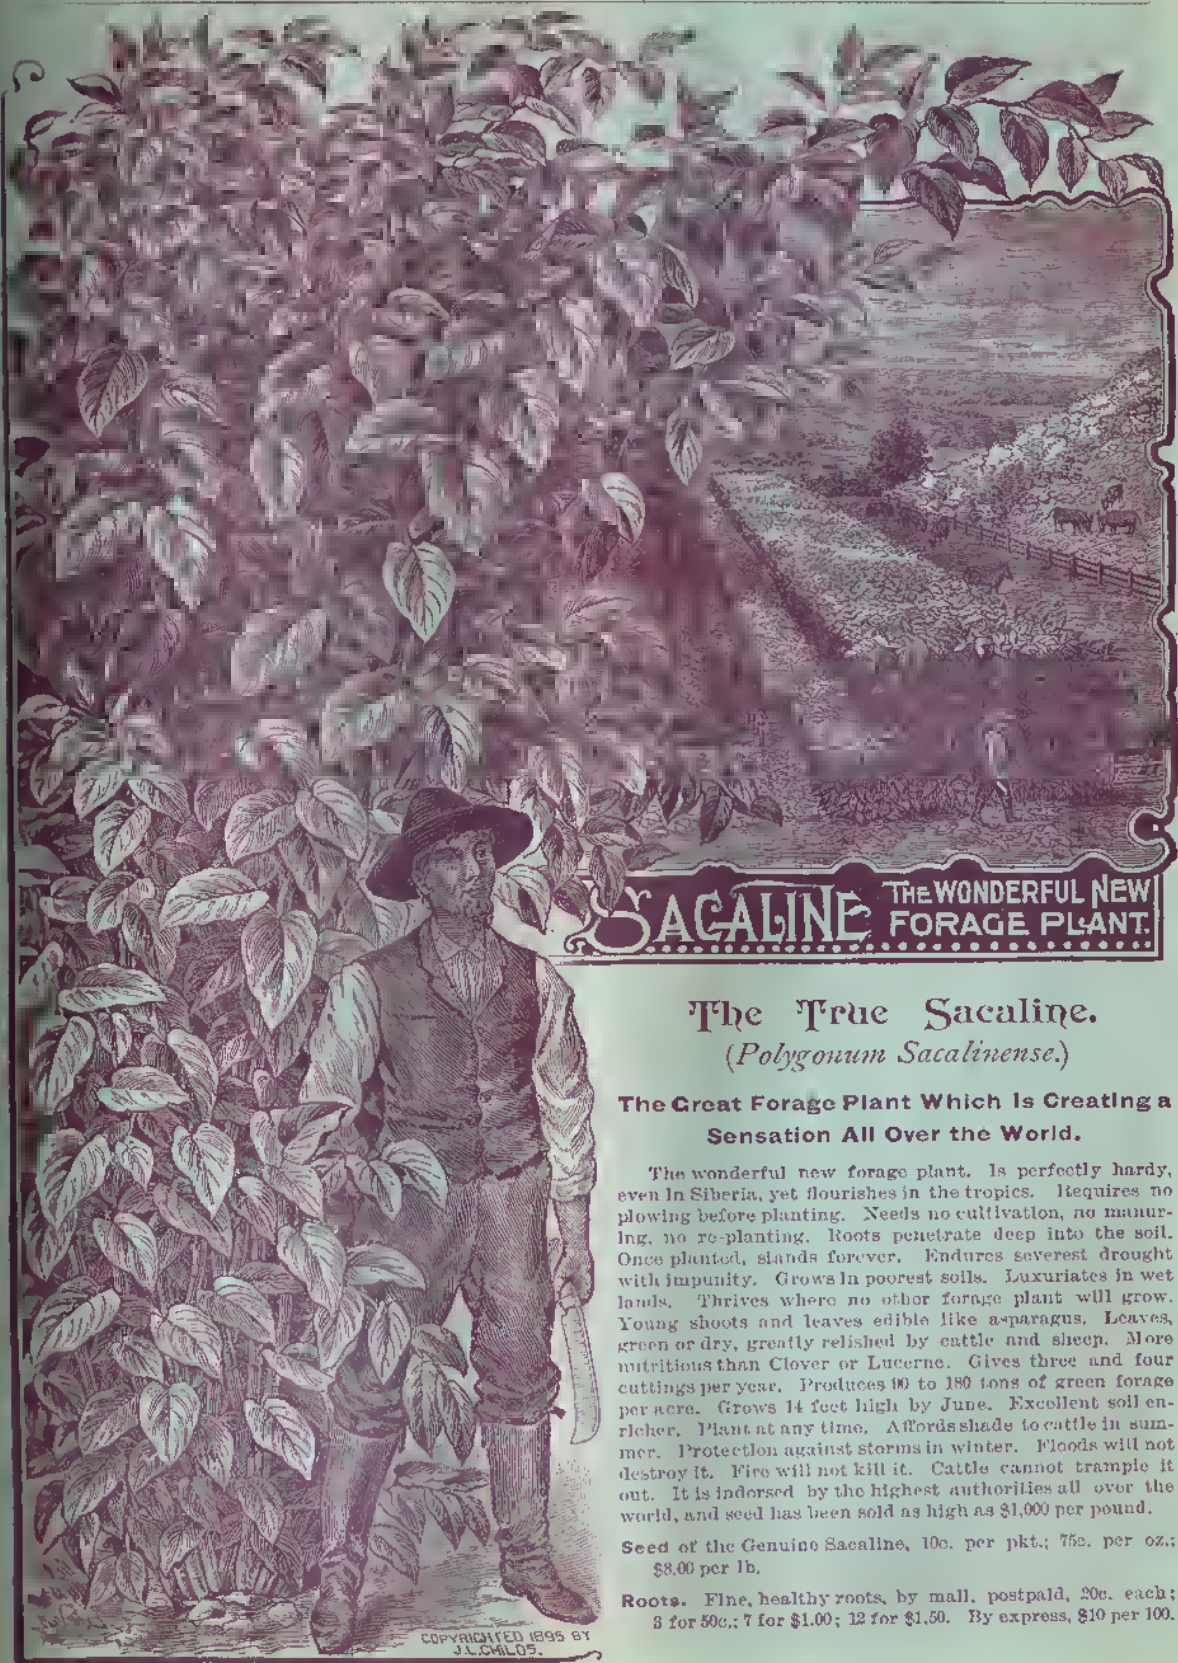 SACALINE THE WONDERFUL NEW
FORAGE PLANT.
The True Sacaline.
(Polygonum Sacalinense.)
The Great Forage Plant Which Is Creating a
Sensation All Over the World.
The wonderful new forage plant. Is perfectly hardy,
even in Siberia, yet flourishes in the tropics. Requires no
plowing before planting. Needs no cultivation, no manur-
ing, no re-planting. Roots penetrate deep into the soil.
Once planted, stands forever. Endures severest drought
with impunity. Grows in poorest soils. Luxuriates in wet
lands. Thrives where no other forage plant will grow.
Young shoots and leaves edible like asparagus. Leaves,
green or dry, greatly relished by cattle and sheep. More
nutritious than Clover or Lucerne. Gives three and four
cuttings per year. Produces 90 to 180 tons of green forage
per acre. Grows 14 feet high by June. Excellent soil en-
richer. Plant at any time. Affords shade to cattle in sum-
mer. Protection against storms in winter. Floods will not
destroy it. Fire will not kill it. Cattle cannot trample it
out. It is indorsed by the highest authorities all over the
world, and seed has been sold as high as $1,000 per pound.
Seed of the Genuine Sacaline, 10c. per pkt.; 75c. per oz.;
$8.00 per lb.
Roots. Fine, healthy roots, by mail, postpaid, 20c. each;
3 for 50c.; 7 for $1.00; 12 for $1.50. By express, $10 per 100.
COPYRIGHTED 1895 BY
J.L.CHILDS.